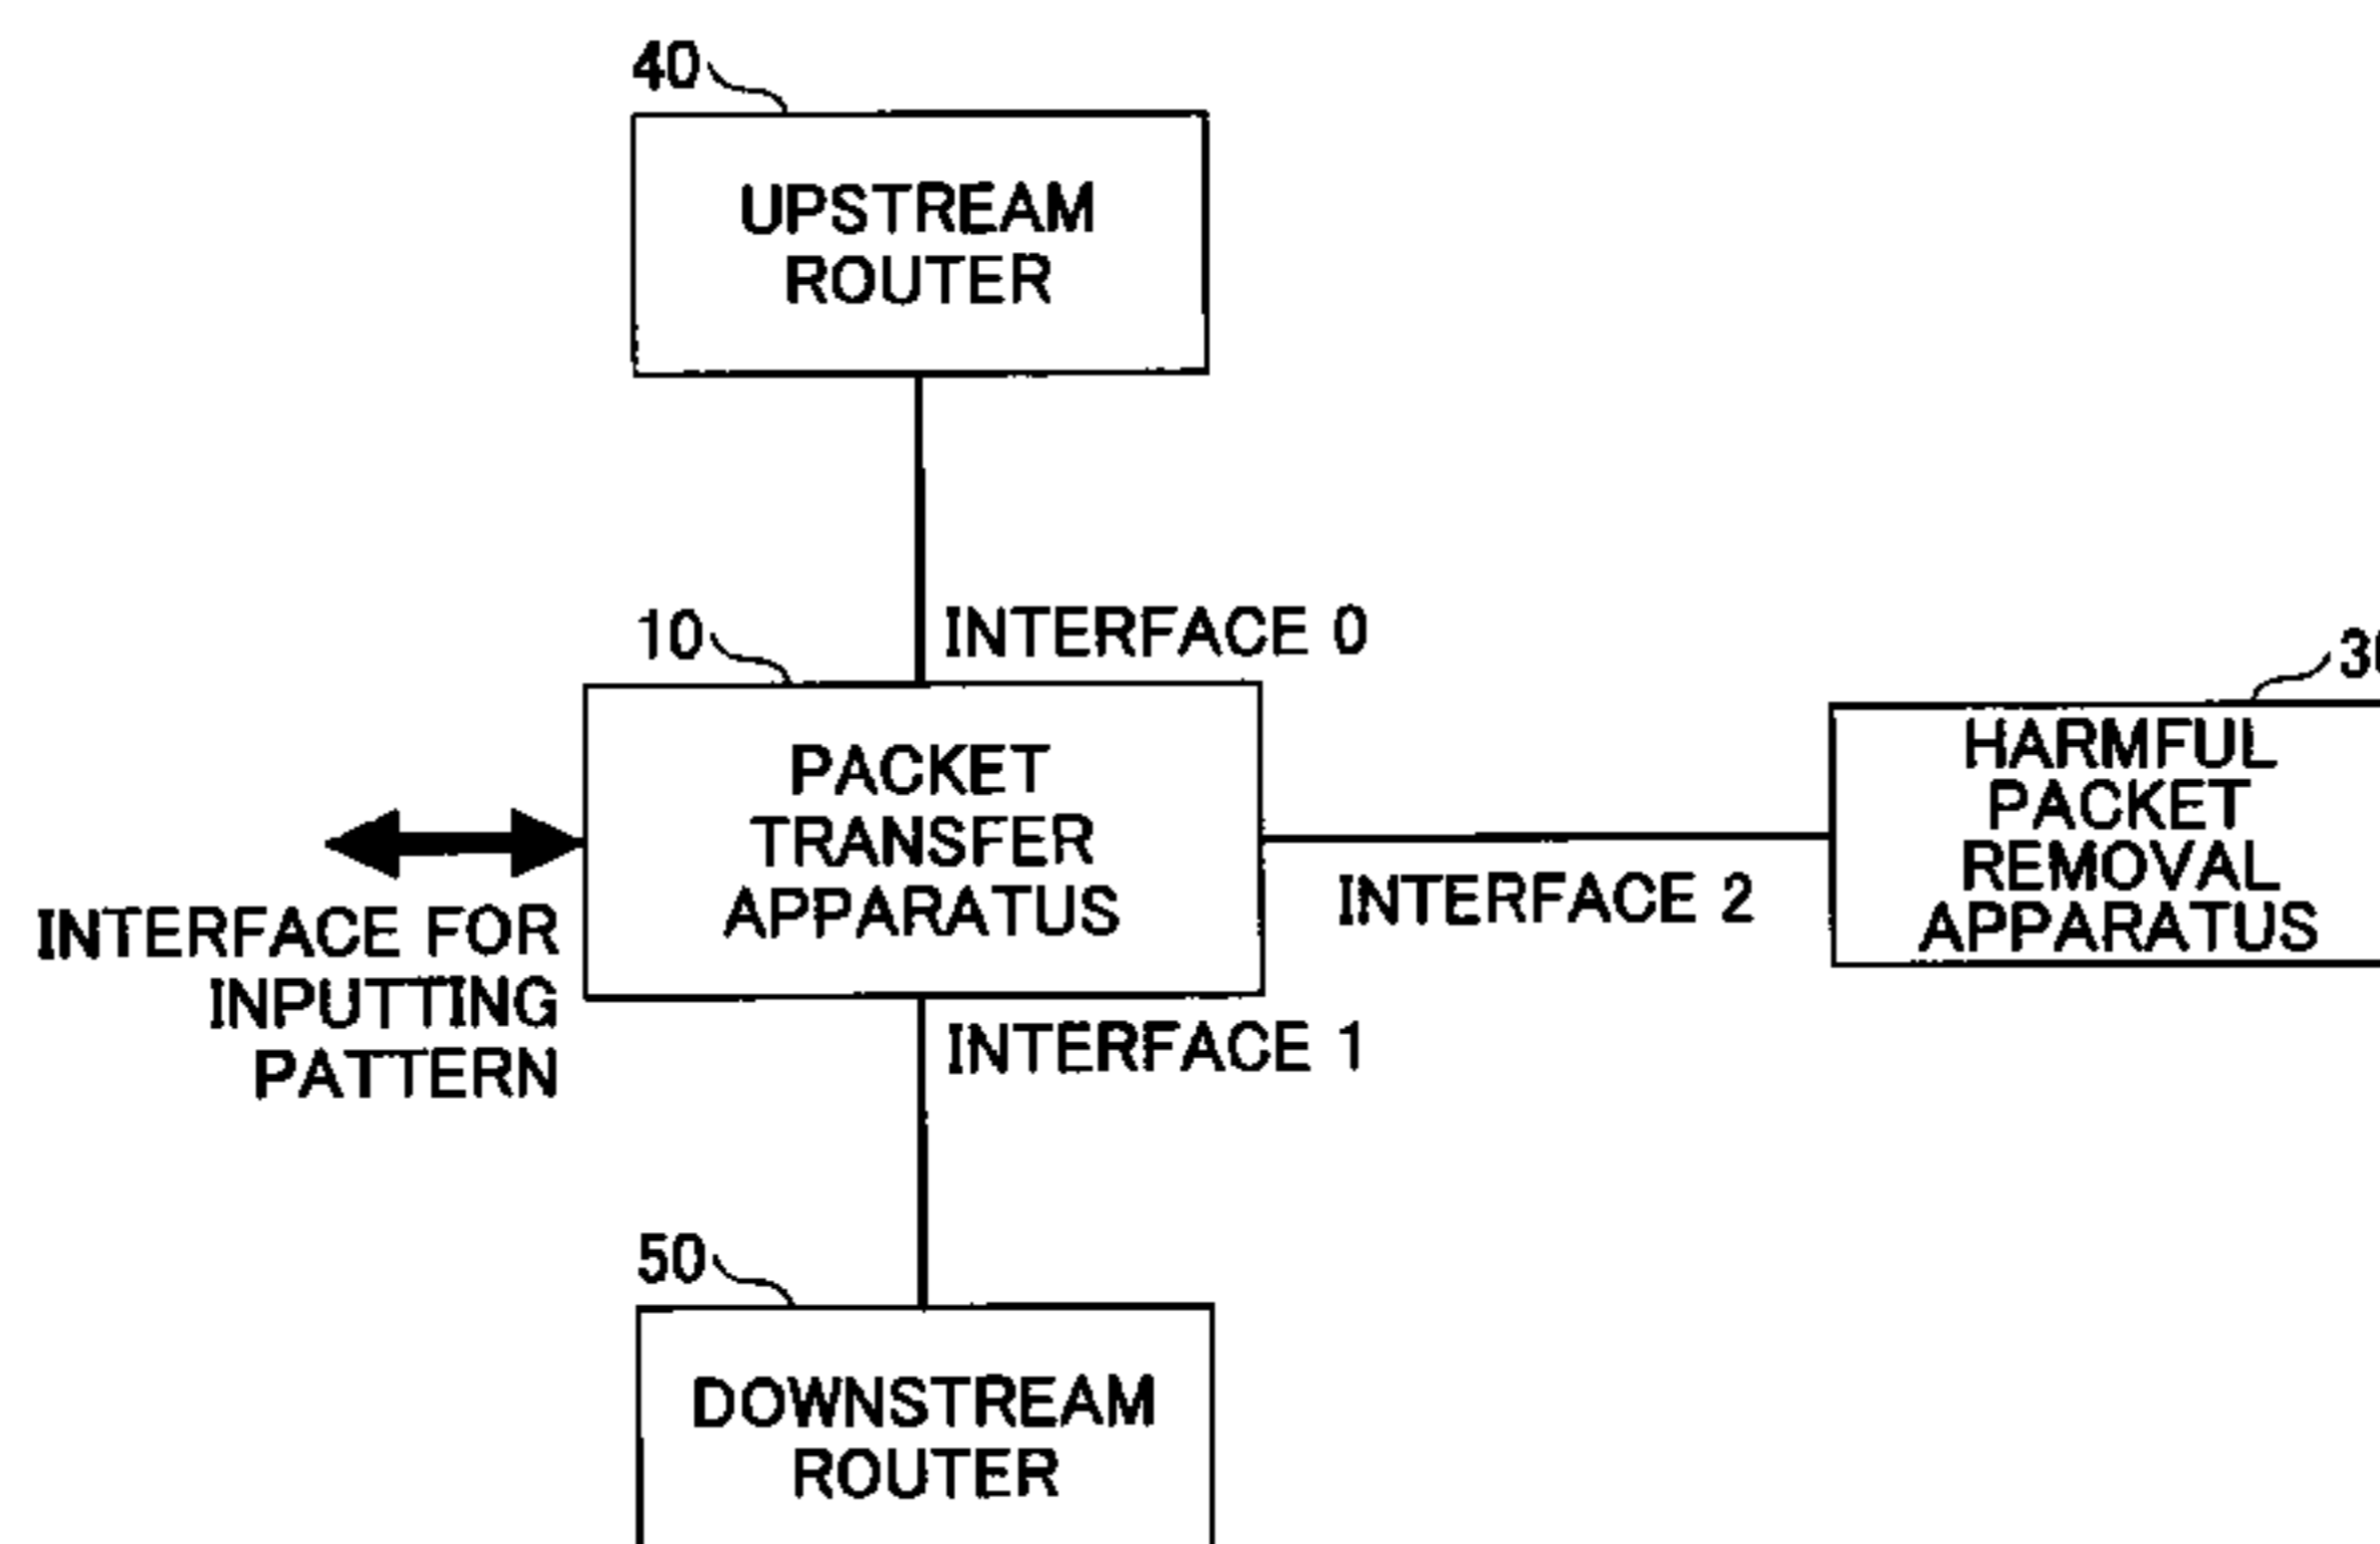 40
UPSTREAM
ROUTER
10
INTERFACE 0
PACKET
TRANSFER
APPARATUS
INTERFACE FOR
INPUTTING
PATTERN
INTERFACE 2
HARMFUL
PACKET
REMOVAL
APPARATUS
INTERFACE 1
50
DOWNSTREAM
ROUTER